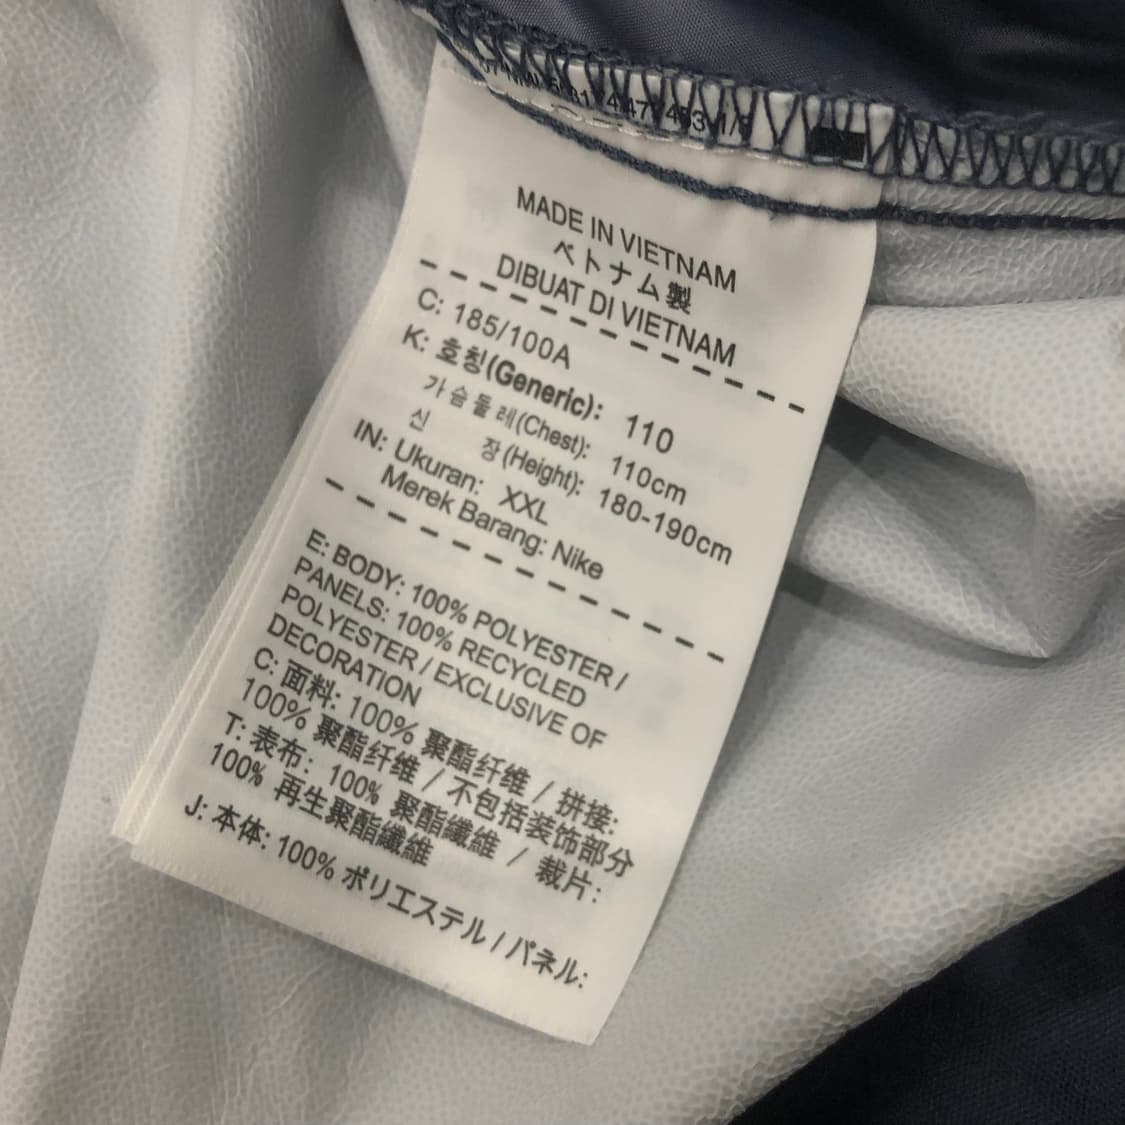 MADE IN VIETNAM
ベトナム製
DIBUAT DI VIETNAM
C: 185/100A
K: 호칭(Generic): 110
가슴둘레(Chest): 110cm
신 장(Height): 180-190cm
IN: Ukuran: XXL
Merek Barang: Nike
E: BODY: 100% POLYESTER /
PANELS: 100% RECYCLED
POLYESTER / EXCLUSIVE OF
DECORATION
C: 面料: 100% 聚酯纤维 / 拼接:
100% 聚酯纤维 / 不包括装饰部分
T: 表布: 100% 聚酯纖維 / 裁片:
100% 再生聚酯纖維
J: 本体: 100% ポリエステル / パネル: